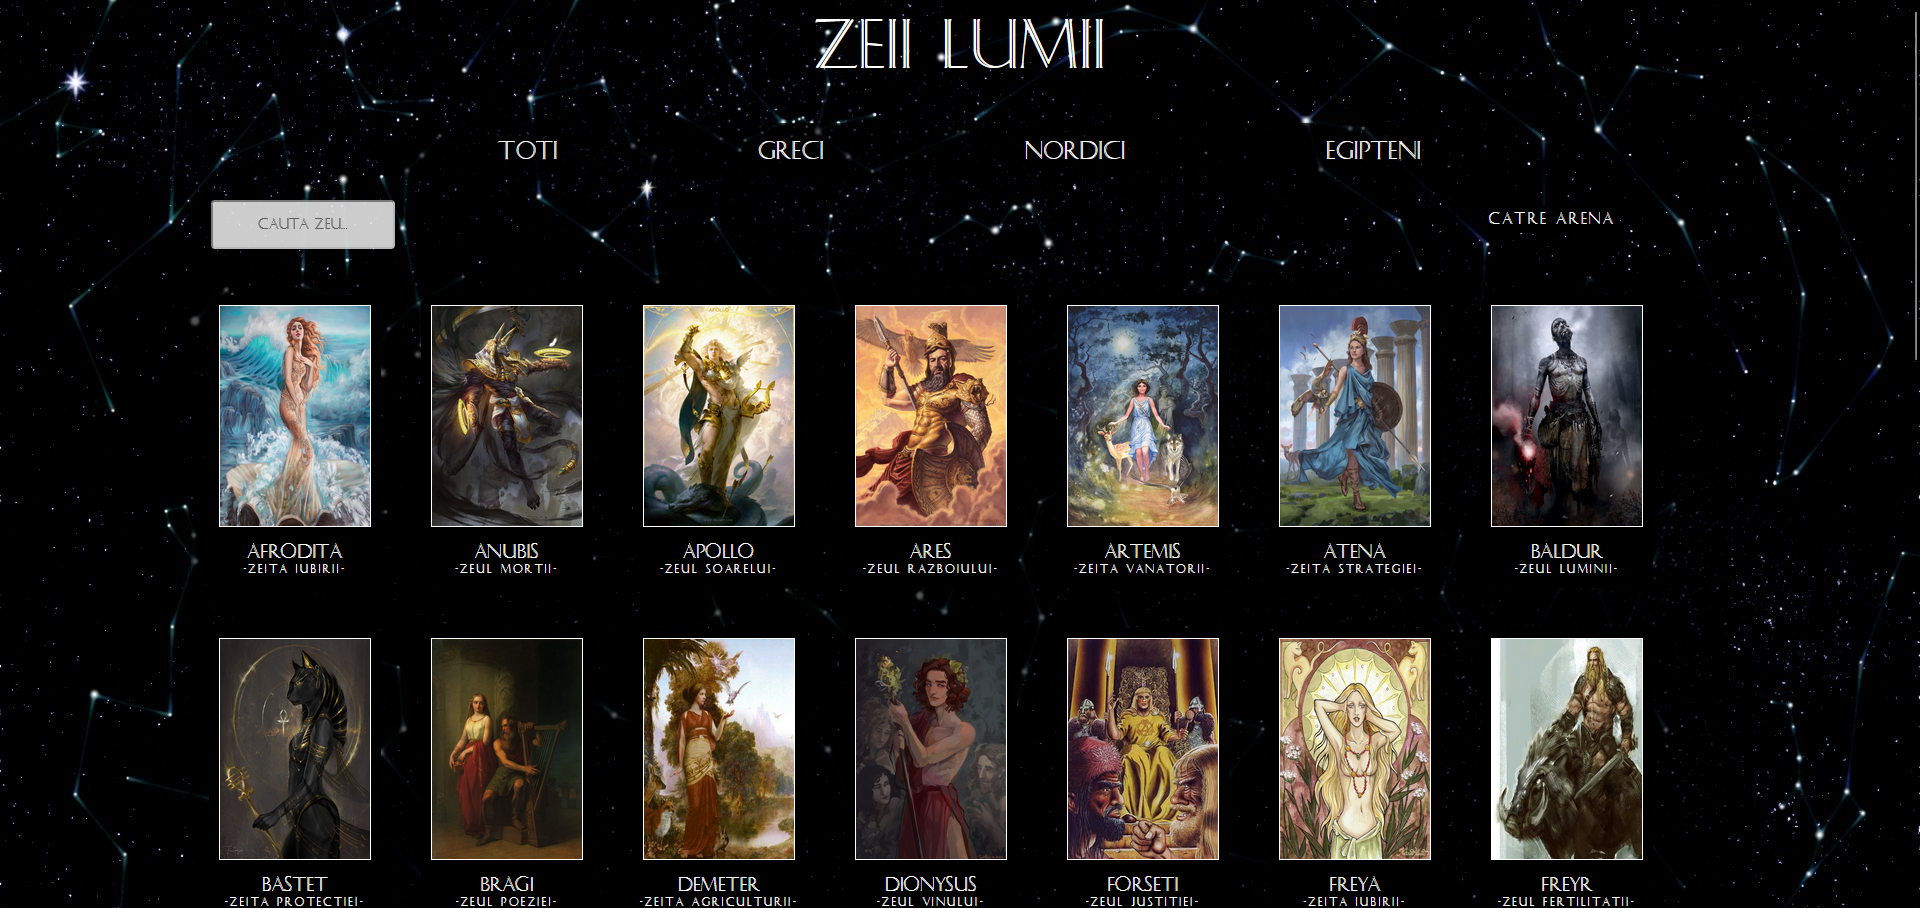 ZEII LUMII
TOTI GRECI NORDICI EGIPTENI
CAUTA ZEU...
CATRE ARENA
APOLLO
AFRODITA ANUBIS APOLLO ARES ARTEMIS ATENA BALDUR
-ZEITA IUBIRII- -ZEUL MORTII- -ZEUL SOARELUI- -ZEUL RAZBOIULUI- -ZEITA VANATORII- -ZEITA STRATEGIEI- -ZEUL LUMINII-
BASTET BRAGI DEMETER DIONYSUS FORSETI FREYA FREYR
-ZEITA PROTECTIEI- -ZEUL POEZIEI- -ZEITA AGRICULTURII- -ZEUL VINULUI- -ZEUL JUSTITIEI- -ZEITA IUBIRII- -ZEUL FERTILITATII-